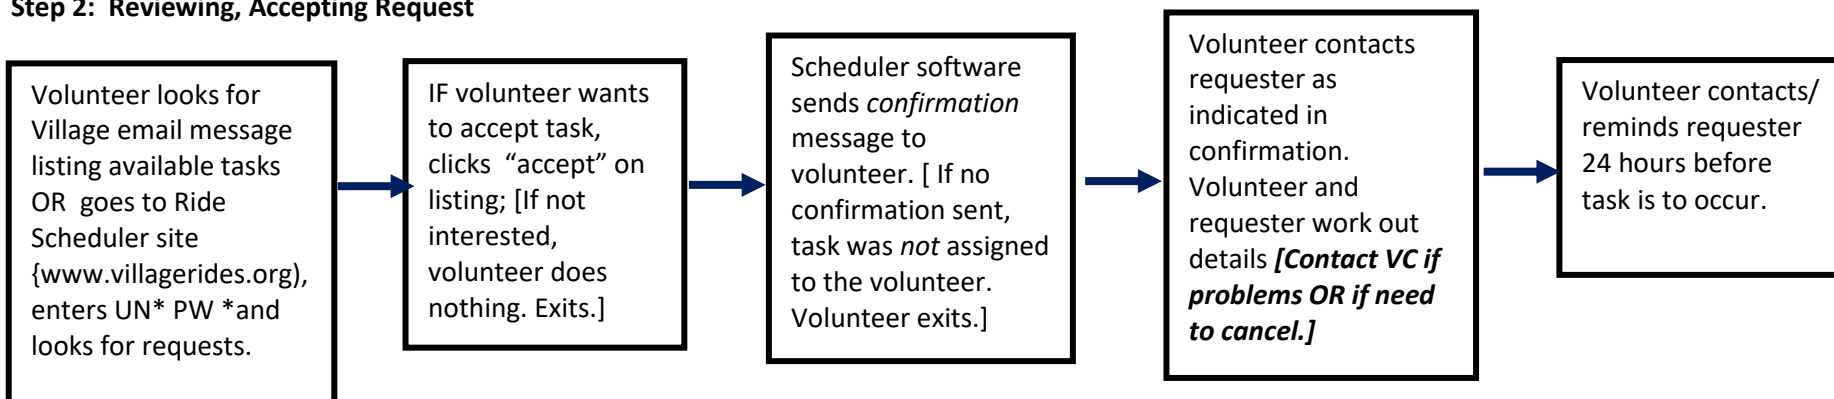 Step 2:  Reviewing, Accepting Request
Volunteer looks for
Village email message
listing available tasks
OR  goes to Ride
Scheduler site
{www.villagerides.org),
enters UN* PW *and
looks for requests.
IF volunteer wants
to accept task,
clicks  “accept” on
listing; [If not
interested,
volunteer does
nothing. Exits.]
Scheduler software
sends confirmation
message to
volunteer. [ If no
confirmation sent,
task was not assigned
to the volunteer.
Volunteer exits.]
Volunteer contacts
requester as
indicated in
confirmation.
Volunteer and
requester work out
details [Contact VC if
problems OR if need
to cancel.]
Volunteer contacts/
reminds requester
24 hours before
task is to occur.